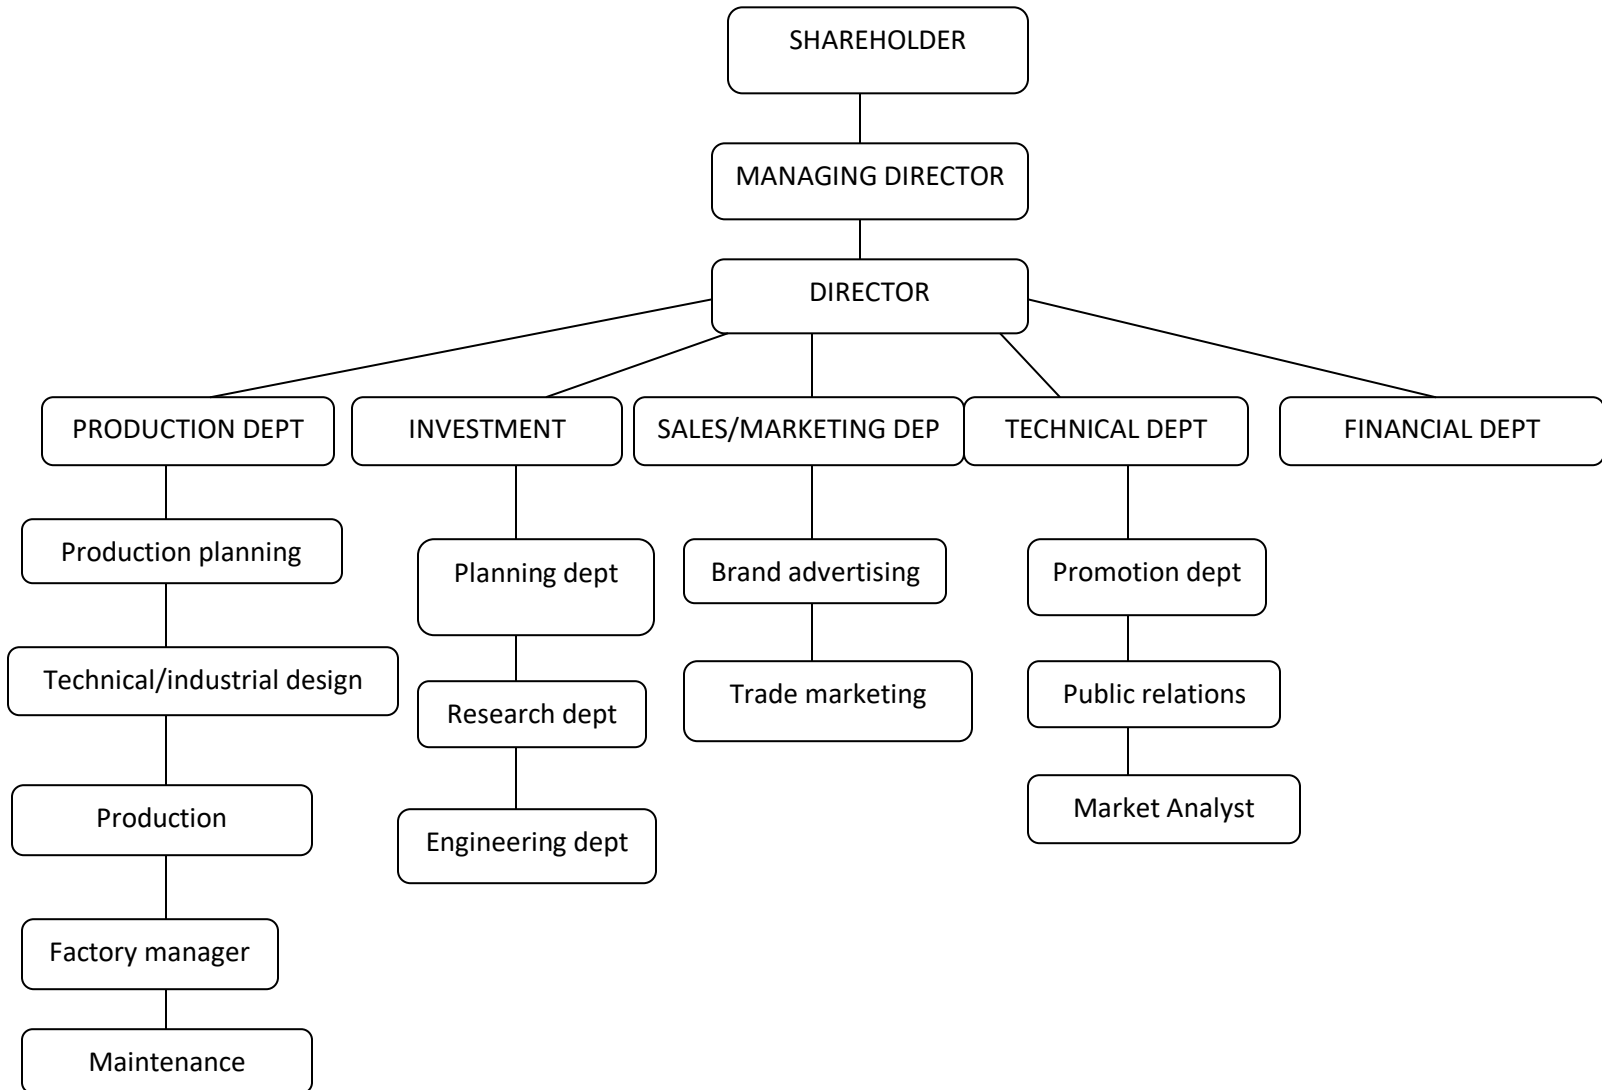 SHAREHOLDER
MANAGING DIRECTOR
DIRECTOR
PRODUCTION DEPT
INVESTMENT
SALES/MARKETING DEP
TECHNICAL DEPT
FINANCIAL DEPT
Production planning
Planning dept
Brand advertising
Promotion dept
Technical/industrial design
Research dept
Trade marketing
Public relations
Production
Engineering dept
Market Analyst
Factory manager
Maintenance